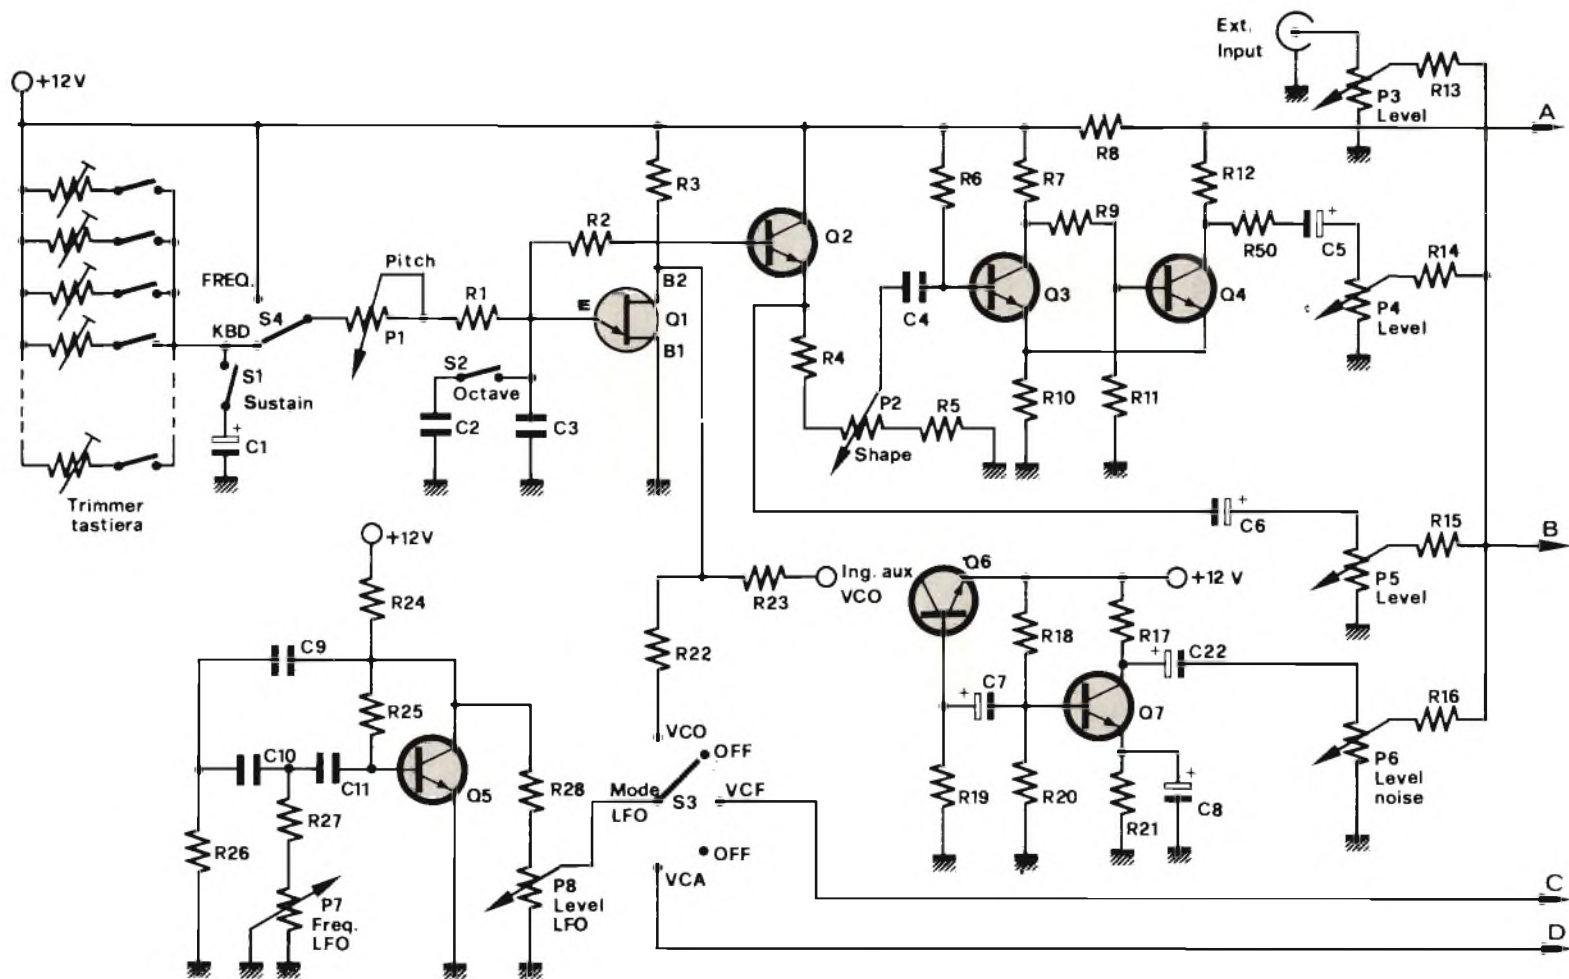 Ext.
Input
+12V
P3
Level
R13
A
R8
R3
R6
R7
R12
R2
Q2
R9
R50
C5
R14
FREQ.
S4
Pitch
R1
E
B2
Q1
B1
C4
Q3
Q4
P4
Level
KBD
P1
S1
Sustain
S2
Octave
R4
P2
R5
R10
R11
C1
C2
C3
Shape
Trimmer
tastiera
+12V
C6
R15
B
R24
R23
Ing. aux
VCO
Q6
+12 V
P5
Level
C9
R22
R18
R17
C22
R25
C7
Q7
R16
C10
C11
Q5
VCO
OFF
P6
Level
noise
R28
Mode
LFO
S3
VCF
R19
R20
R21
C8
R26
R27
OFF
P7
Freq.
LFO
P8
Level
LFO
VCA
C
D
+
+
+
+
+
+